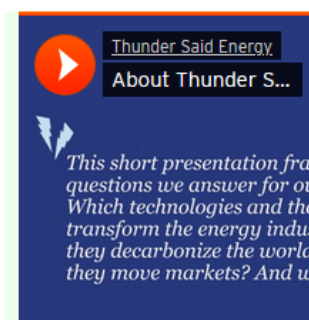 Thunder Said Energy
About Thunder S...
This short presentation fra
questions we answer for ou
Which technologies and the
transform the energy indu
they decarbonize the world
they move markets? And w